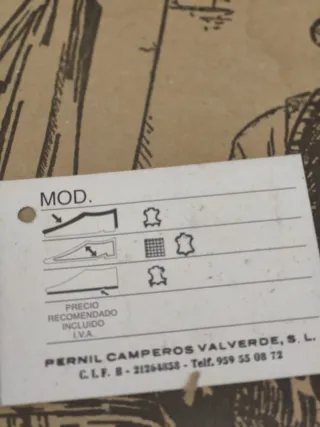 MOD.
PRECIO
RECOMENDADO
INCLUIDO
I.V.A.
PERNIL CAMPEROS VALVERDE, S. L.
C. I. F. B - 21264858 - Telf. 959 55 08 72